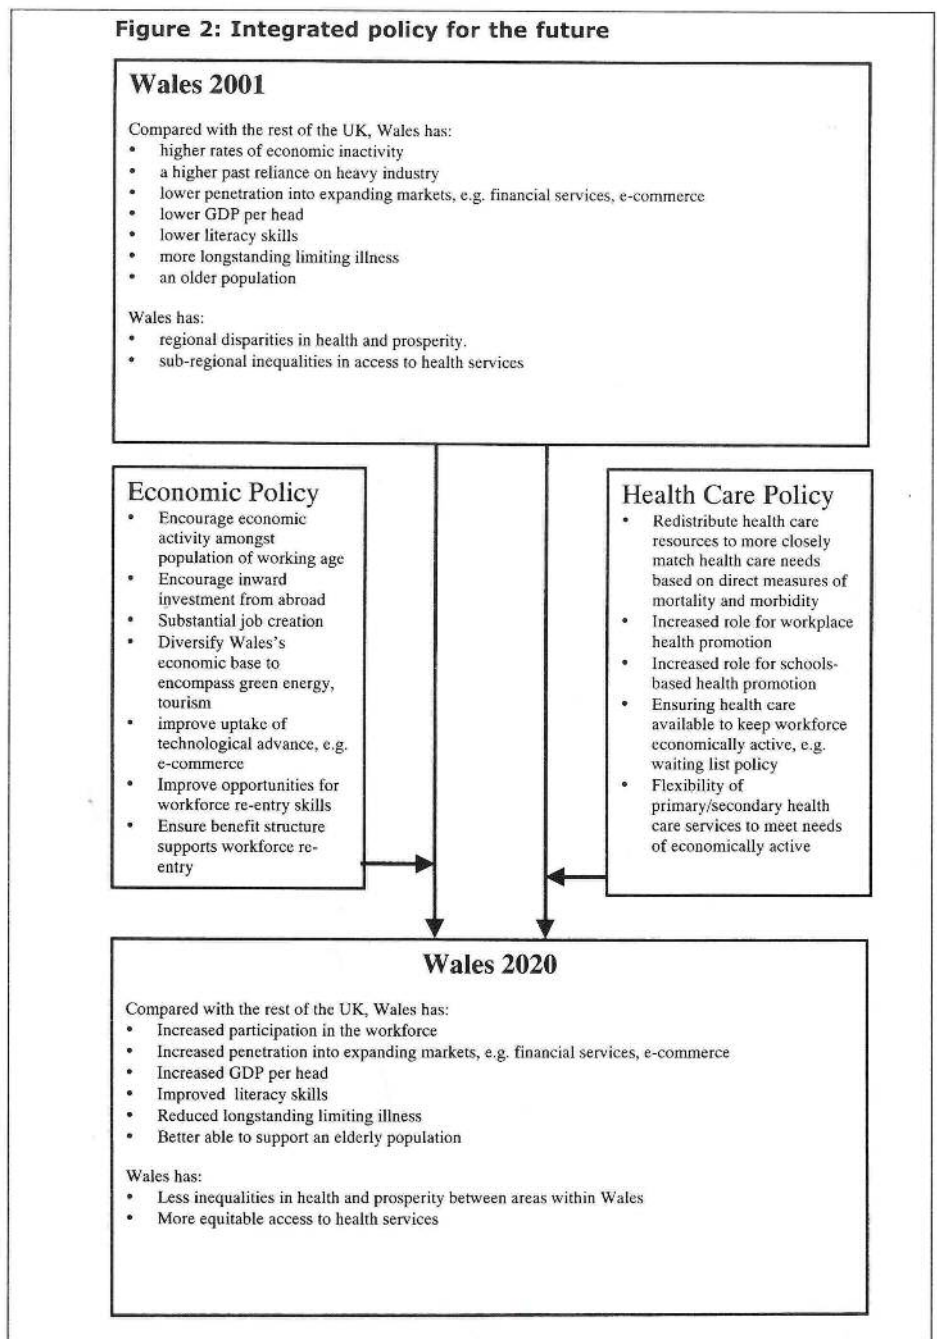 Figure 2: Integrated policy for the future
Wales 2001
Compared with the rest of the UK, Wales has:
• higher rates of economic inactivity
• a higher past reliance on heavy industry
• lower penetration into expanding markets, e.g. financial services, e-commerce
• lower GDP per head
• lower literacy skills
• more longstanding limiting illness
• an older population
Wales has:
• regional disparities in health and prosperity.
• sub-regional inequalities in access to health services
Economic Policy
• Encourage economic
activity amongst
population of working age
• Encourage inward
investment from abroad
• Substantial job creation
• Diversify Wales's
economic base to
encompass green energy,
tourism
• improve uptake of
technological advance, e.g.
e-commerce
• Improve opportunities for
workforce re-entry skills
• Ensure benefit structure
supports workforce re-
entry
Health Care Policy
• Redistribute health care
resources to more closely
match health care needs
based on direct measures of
mortality and morbidity
• Increased role for workplace
health promotion
• Increased role for schools-
based health promotion
• Ensuring health care
available to keep workforce
economically active, e.g.
waiting list policy
• Flexibility of
primary/secondary health
care services to meet needs
of economically active
Wales 2020
Compared with the rest of the UK, Wales has:
• Increased participation in the workforce
• Increased penetration into expanding markets, e.g. financial services, e-commerce
• Increased GDP per head
• Improved literacy skills
• Reduced longstanding limiting illness
• Better able to support an elderly population
Wales has:
• Less inequalities in health and prosperity between areas within Wales
• More equitable access to health services